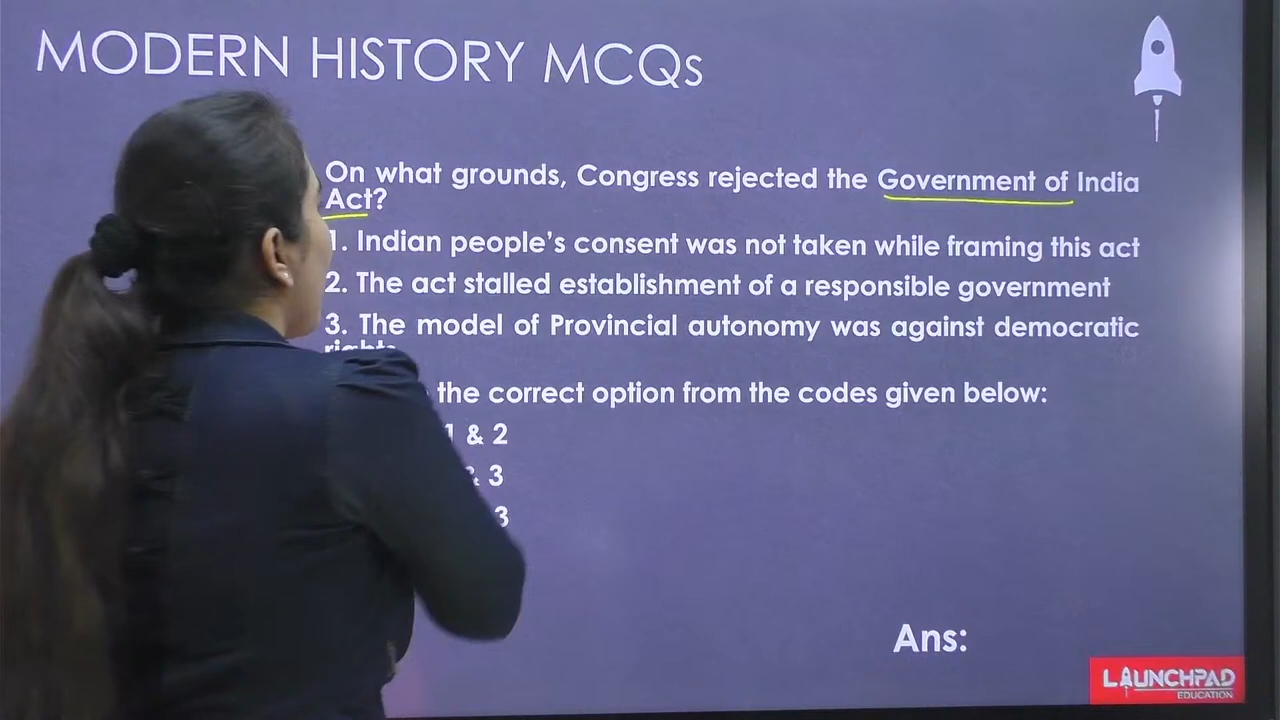 MODERN HISTORY MCQs
On what grounds, Congress rejected the Government of India
Act?
1. Indian people's consent was not taken while framing this act
2. The act stalled establishment of a responsible government
3. The model of Provincial autonomy was against democratic
rights
the correct option from the codes given below:
1 & 2
& 3
3
Ans:
LAUNCHPAD
EDUCATION